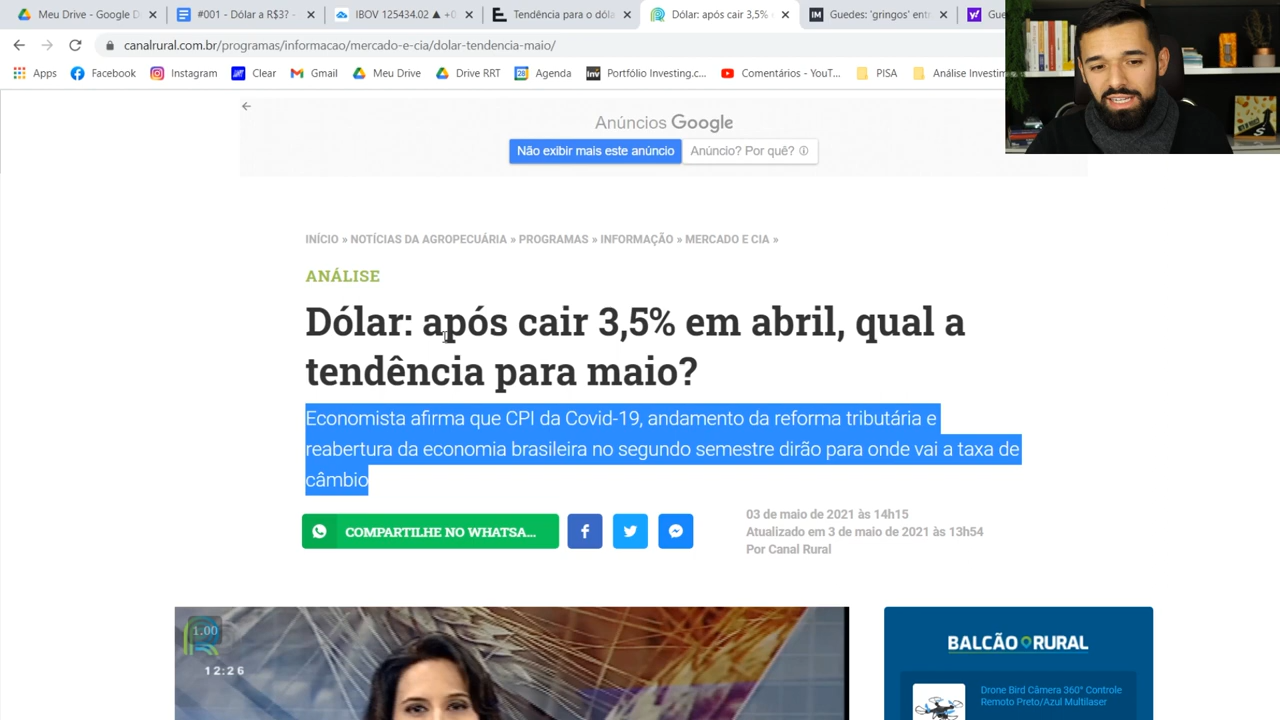 Meu Drive - Google D
#001 - Dólar a R$3? -
IBOV 125434.02 ▲ +0
Tendência para o dóla
Dólar: após cair 3,5%
Guedes: 'gringos' entr
Gue
canalrural.com.br/programas/informacao/mercado-e-cia/dolar-tendencia-maio/
Apps
Facebook
Instagram
Clear
Gmail
Meu Drive
Drive RRT
Agenda
Portfólio Investing.c...
Comentários - YouT...
PISA
Análise Investim
Anúncios Google
Não exibir mais este anúncio
Anúncio? Por quê?
INÍCIO » NOTÍCIAS DA AGROPECUÁRIA » PROGRAMAS » INFORMAÇÃO » MERCADO E CIA »
ANÁLISE
Dólar: após cair 3,5% em abril, qual a
tendência para maio?
Economista afirma que CPI da Covid-19, andamento da reforma tributária e
reabertura da economia brasileira no segundo semestre dirão para onde vai a taxa de
câmbio
COMPARTILHE NO WHATSA...
03 de maio de 2021 às 14h15
Atualizado em 3 de maio de 2021 às 13h54
Por Canal Rural
1.00
12:26
BALCÃO RURAL
Drone Bird Câmera 360° Controle
Remoto Preto/Azul Multilaser